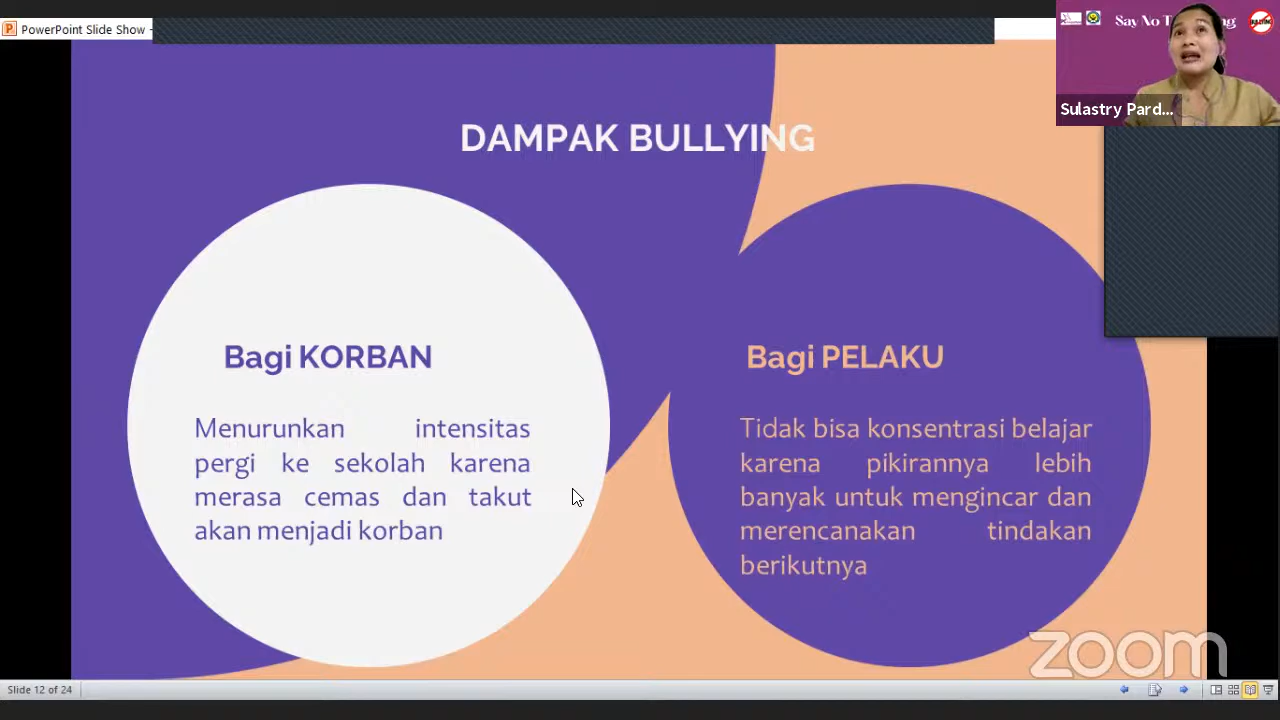 PowerPoint Slide Show -
Sulastry Pard...
DAMPAK BULLYING
Bagi KORBAN
Menurunkan intensitas
pergi ke sekolah karena
merasa cemas dan takut
akan menjadi korban
Bagi PELAKU
Tidak bisa konsentrasi belajar
karena pikirannya lebih
banyak untuk mengincar dan
merencanakan tindakan
berikutnya
zoom
Slide 12 of 24
Say No